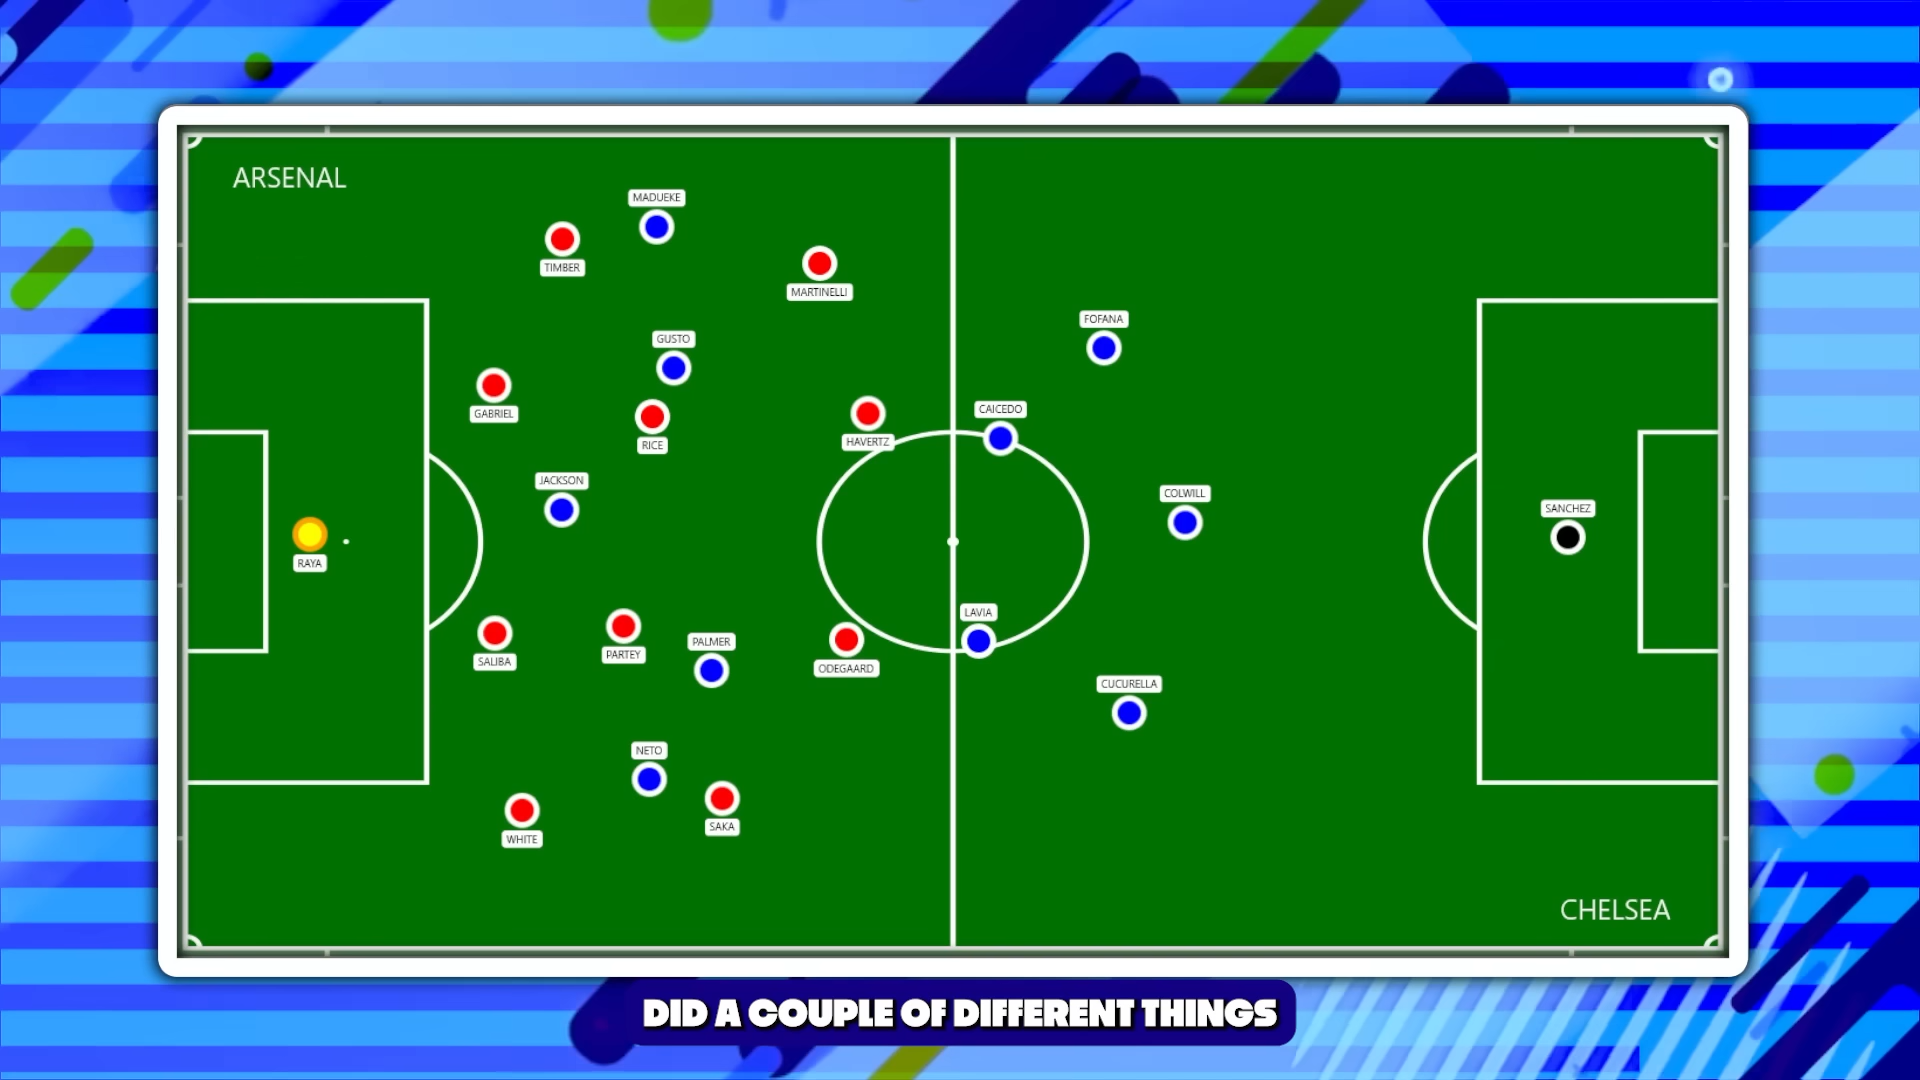 ARSENAL
MADUEKE
TIMBER
MARTINELLI
FOFANA
GUSTO
GABRIEL
RICE
HAVERTZ
CAICEDO
JACKSON
COLWILL
SANCHEZ
RAYA
LAVIA
SALIBA
PARTEY
PALMER
ODEGAARD
CUCURELLA
NETO
SAKA
WHITE
CHELSEA
DID A COUPLE OF DIFFERENT THINGS